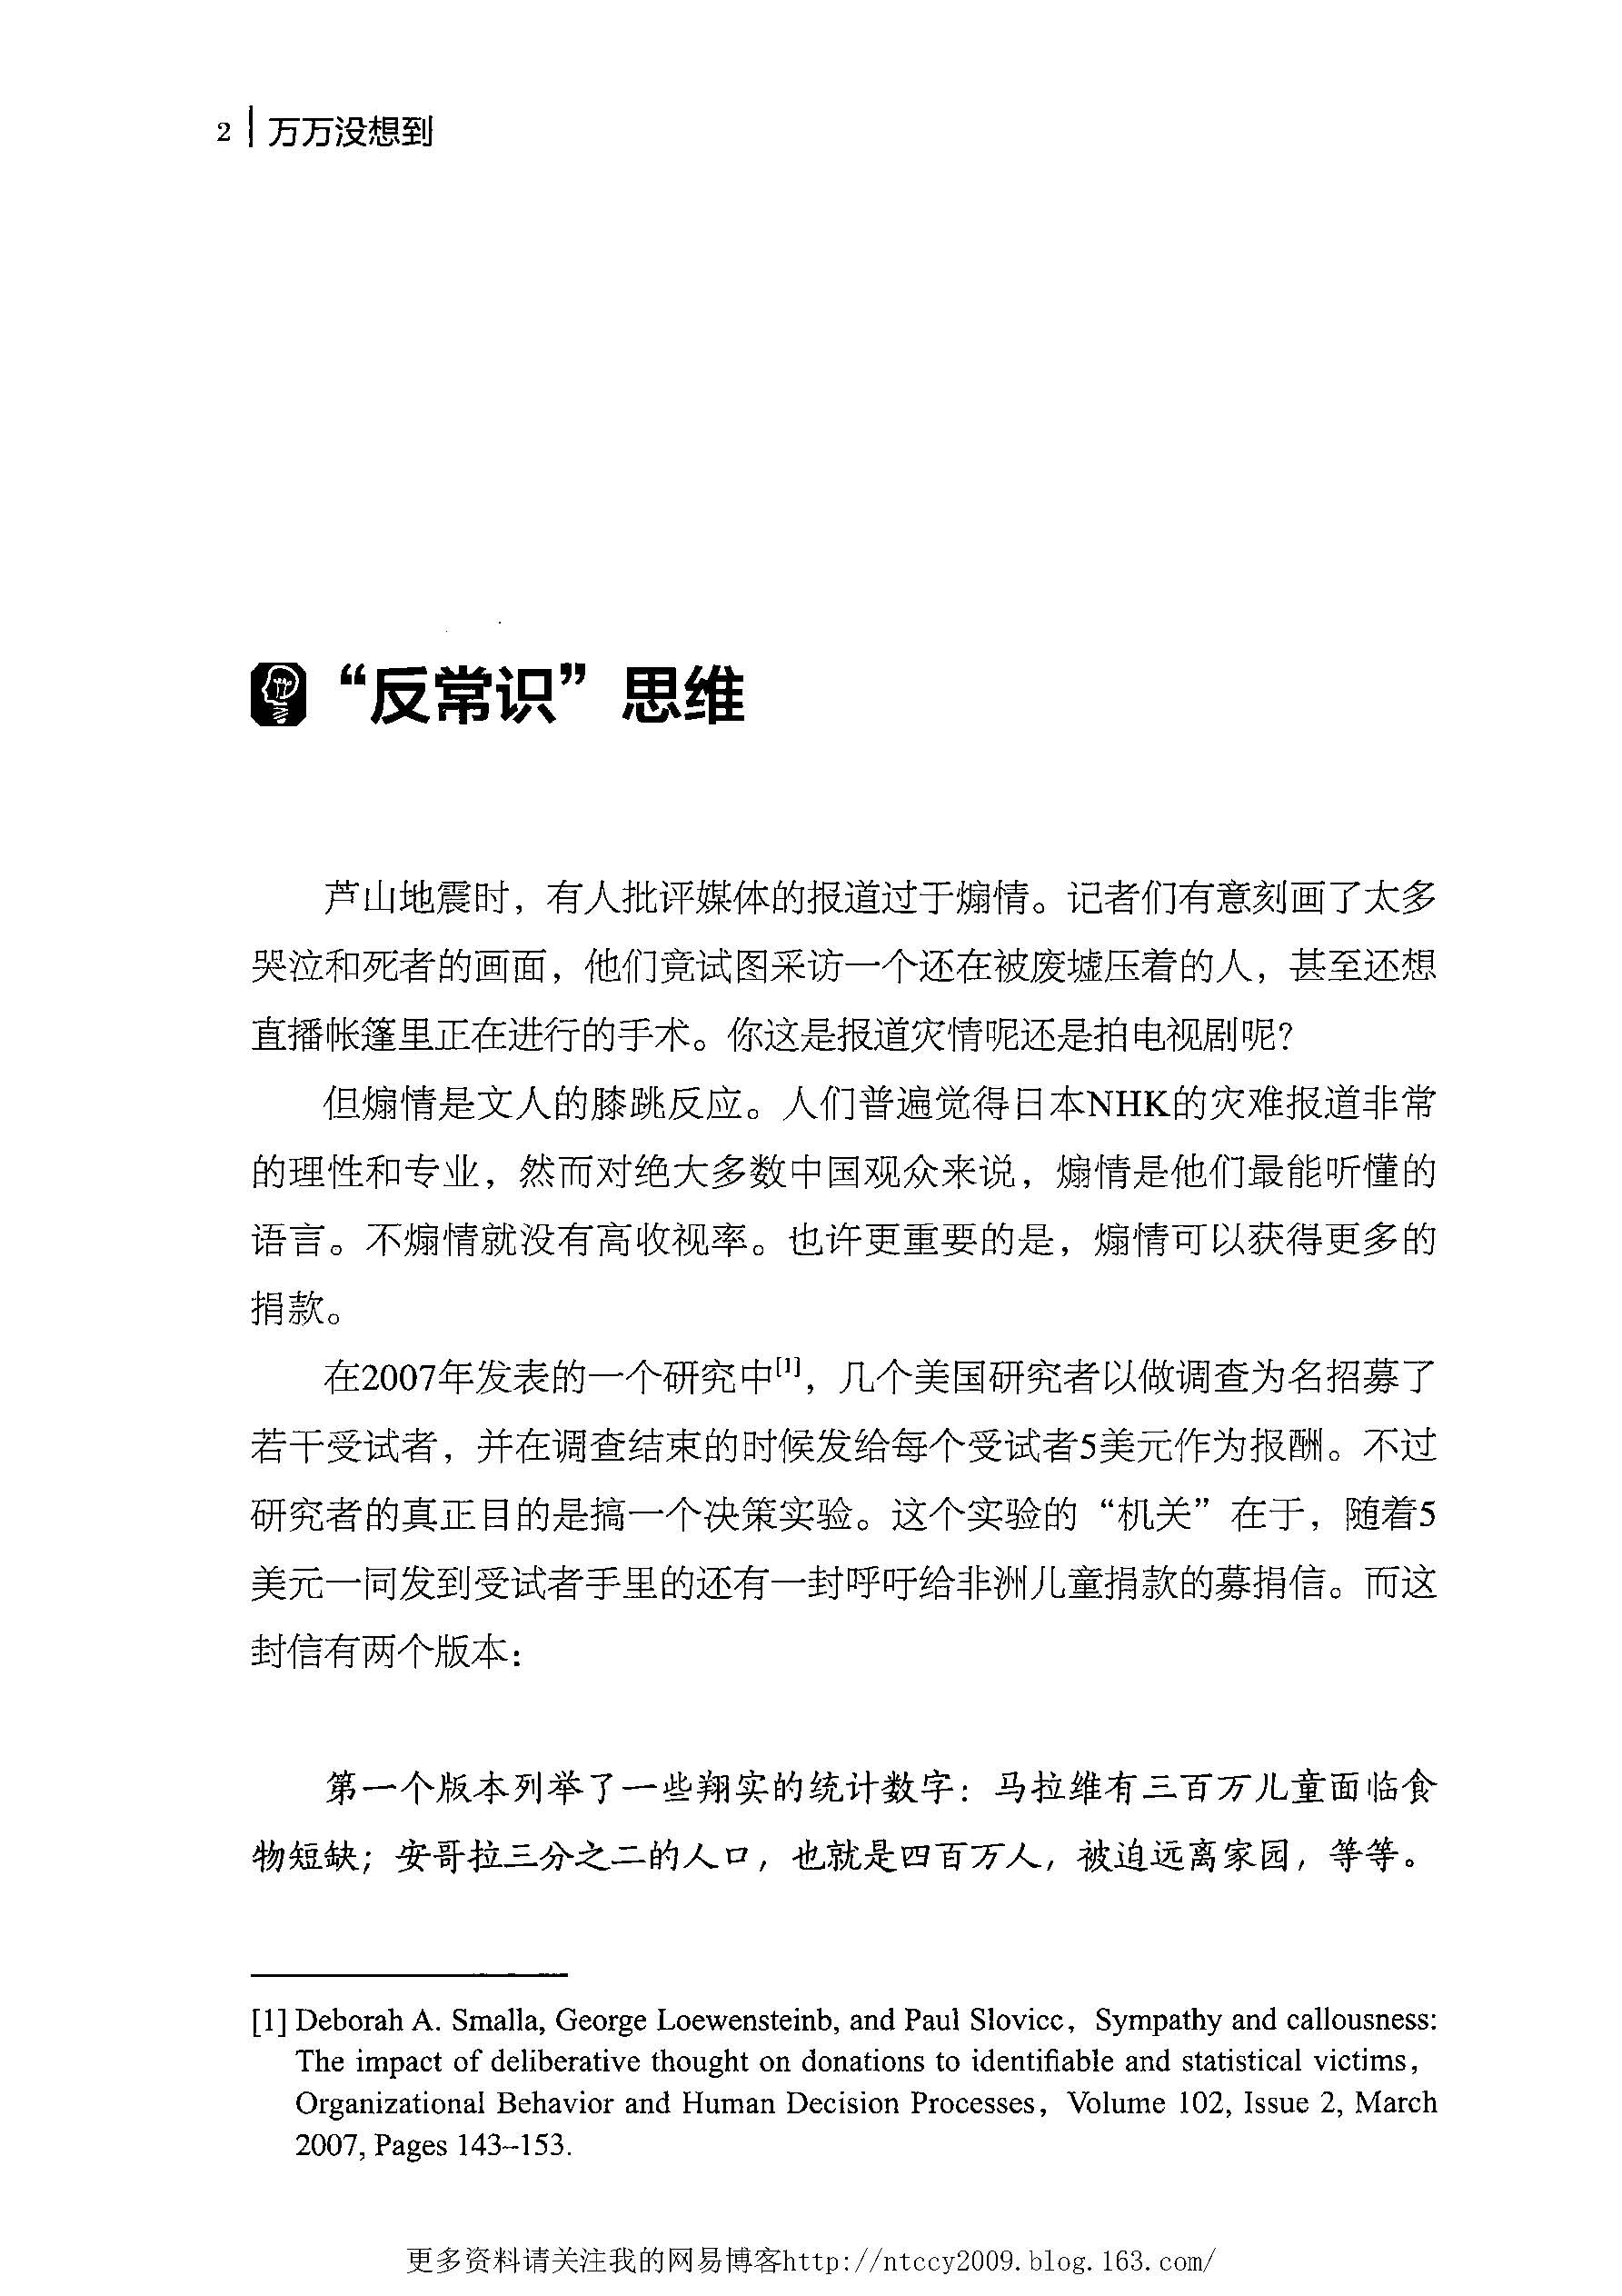 2 万万没想到
“反常识”思维
芦山地震时，有人批评媒体的报道过于煽情。记者们有意刻画了太多
哭泣和死者的画面，他们竟试图采访一个还在被废墟压着的人，甚至还想
直播帐篷里正在进行的手术。你这是报道灾情呢还是拍电视剧呢？
但煽情是文人的膝跳反应。人们普遍觉得日本NHK的灾难报道非常
的理性和专业，然而对绝大多数中国观众来说，煽情是他们最能听懂的
语言。不煽情就没有高收视率。也许更重要的是，煽情可以获得更多的
捐款。
在2007年发表的一个研究中[1]，几个美国研究者以做调查为名招募了
若干受试者，并在调查结束的时候发给每个受试者5美元作为报酬。不过
研究者的真正目的是搞一个决策实验。这个实验的“机关”在于，随着5
美元一同发到受试者手里的还有一封呼吁给非洲儿童捐款的募捐信。而这
封信有两个版本：
第一个版本列举了一些翔实的统计数字：马拉维有三百万儿童面临食
物短缺；安哥拉三分之二的人口，也就是四百万人，被迫远离家园，等等。
[1] Deborah A. Smalla, George Loewensteinb, and Paul Slovicc，Sympathy and callousness:
The impact of deliberative thought on donations to identifiable and statistical victims，
Organizational Behavior and Human Decision Processes，Volume 102, Issue 2, March
2007, Pages 143–153.
更多资料请关注我的网易博客http://ntccy2009.blog.163.com/